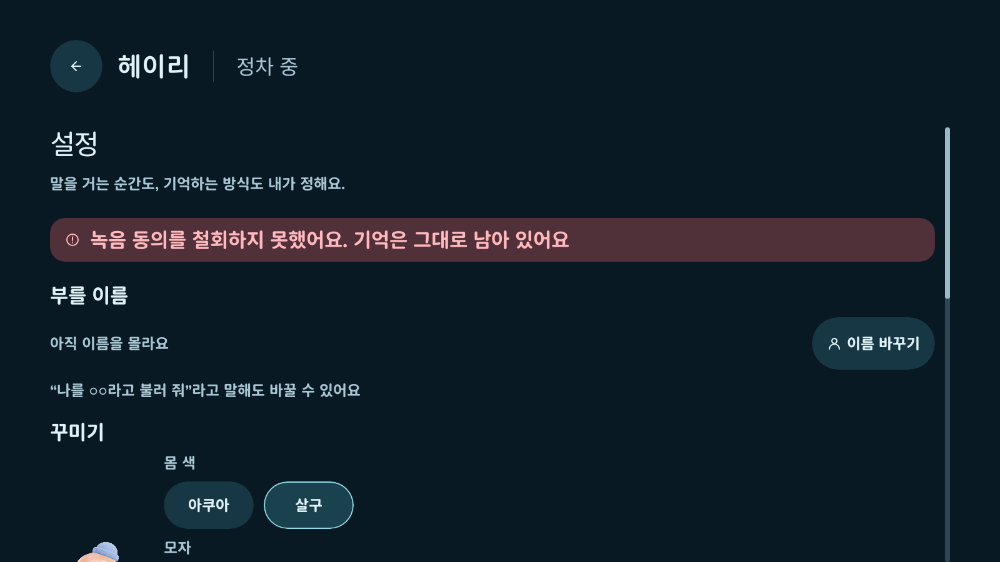 헤이리
정차 중
설정
말을 거는 순간도, 기억하는 방식도 내가 정해요.
녹음 동의를 철회하지 못했어요. 기억은 그대로 남아 있어요
부를 이름
아직 이름을 몰라요
이름 바꾸기
“나를 ○○라고 불러 줘”라고 말해도 바꿀 수 있어요
꾸미기
몸 색
아쿠아
살구
모자